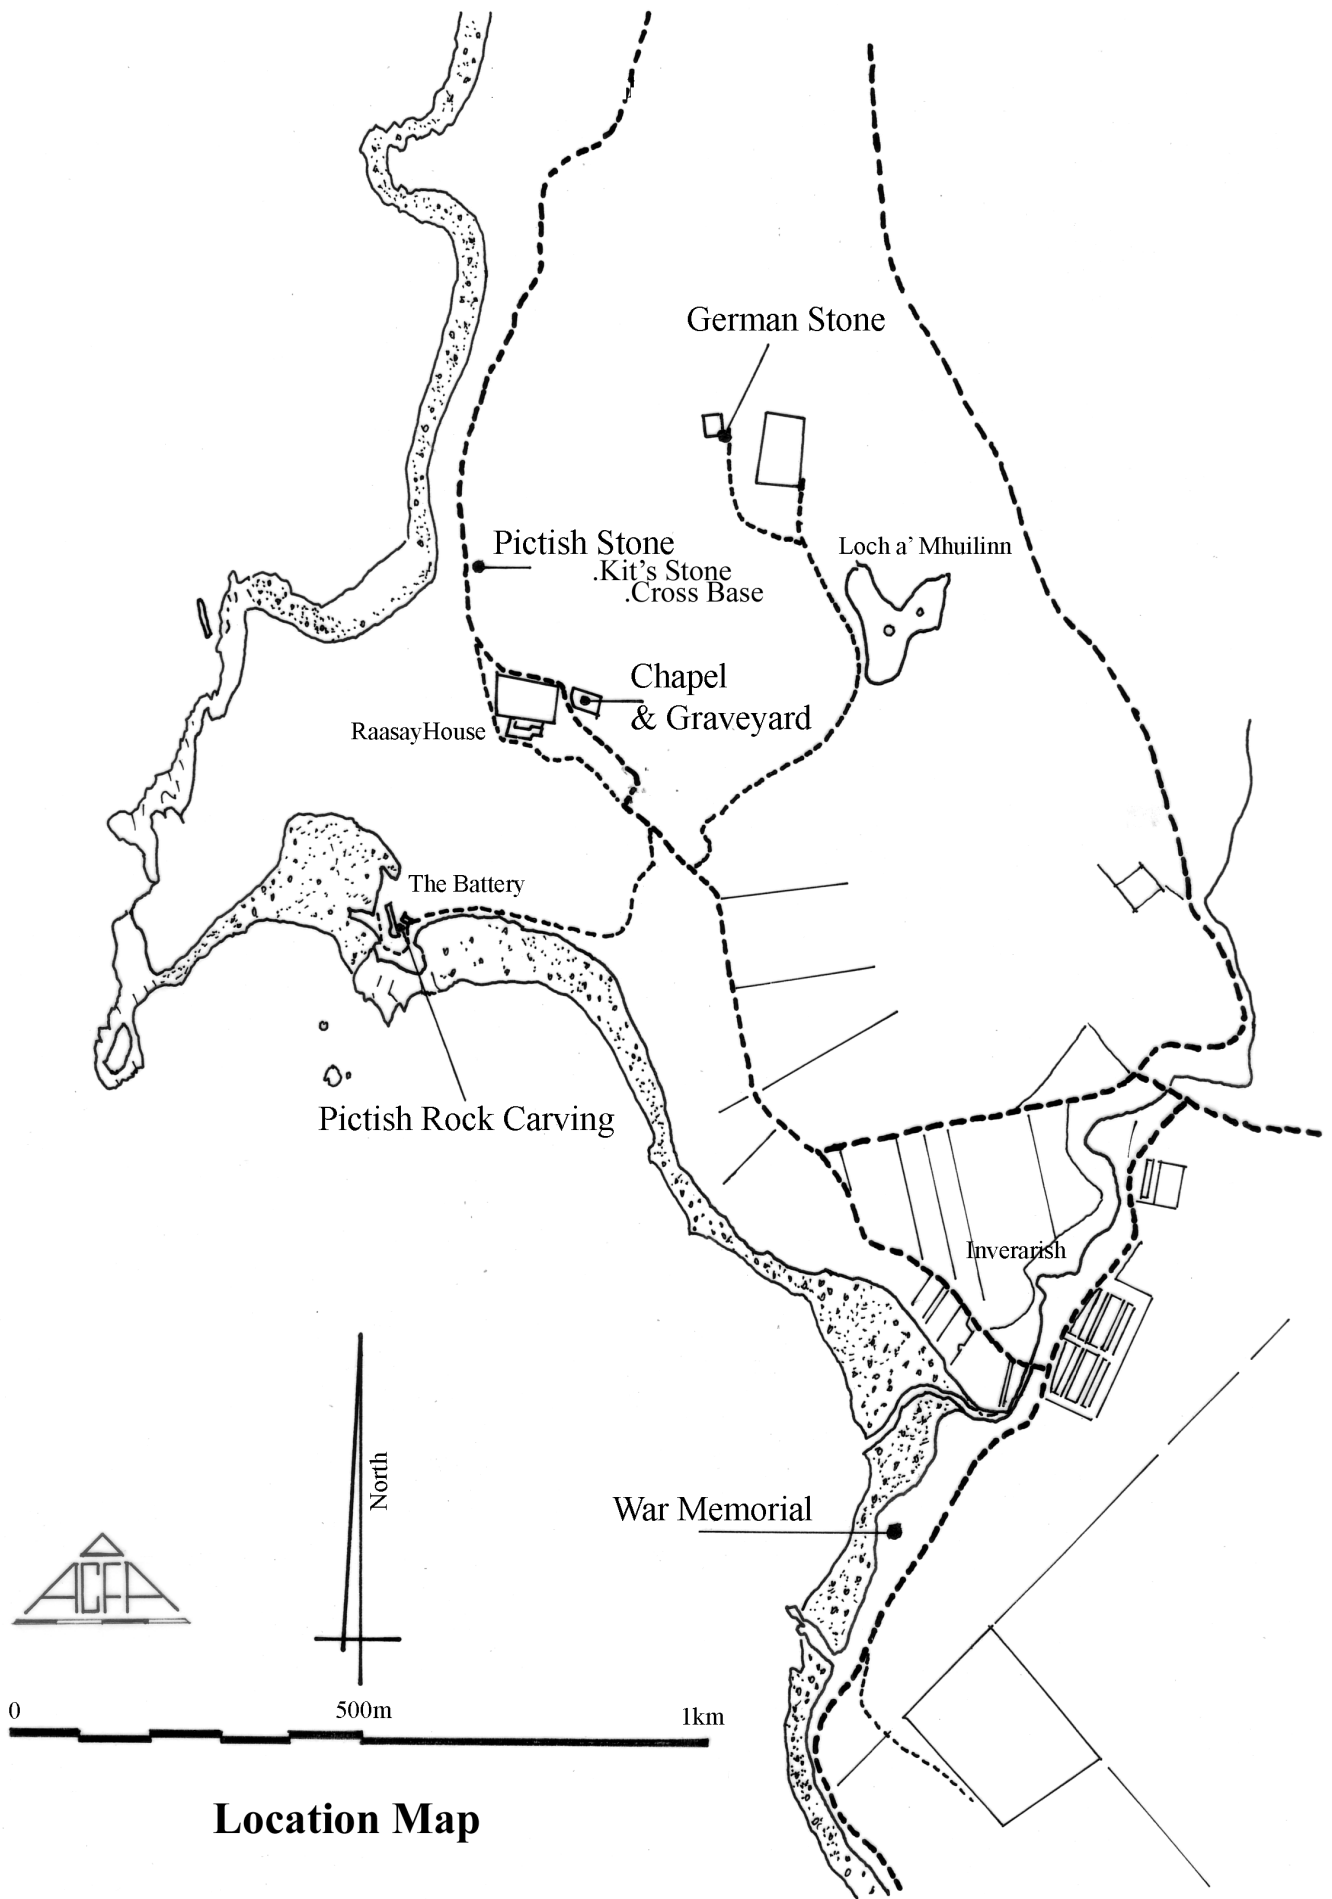 German Stone
Pictish Stone
.Kit's Stone
.Cross Base
Loch a' Mhuilinn
Chapel
& Graveyard
RaasayHouse
The Battery
Pictish Rock Carving
Inverarish
North
War Memorial
ACFA
0
500m
1km
Location Map